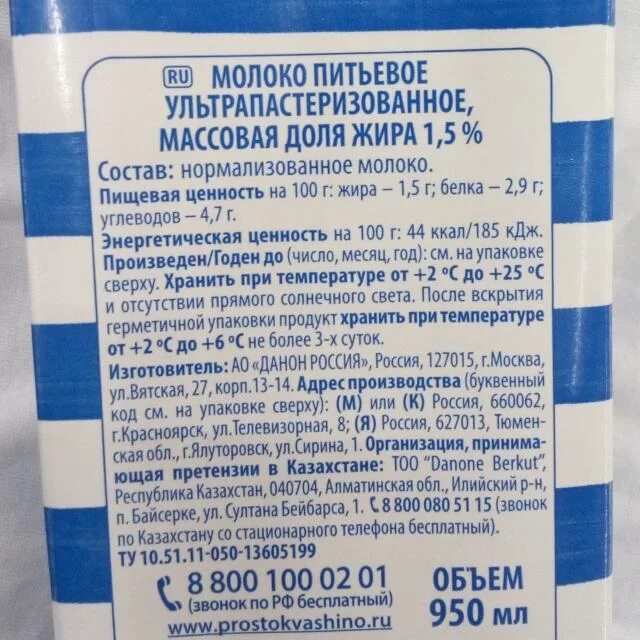 RU МОЛОКО ПИТЬЕВОЕ
УЛЬТРАПАСТЕРИЗОВАННОЕ,
МАССОВАЯ ДОЛЯ ЖИРА 1,5 %
Состав: нормализованное молоко.
Пищевая ценность на 100 г: жира – 1,5 г; белка – 2,9 г;
углеводов – 4,7 г.
Энергетическая ценность на 100 г: 44 ккал/185 кДж.
Произведен/Годен до (число, месяц, год): см. на упаковке
сверху. Хранить при температуре от +2 °С до +25 °С
и отсутствии прямого солнечного света. После вскрытия
герметичной упаковки продукт хранить при температуре
от +2 °С до +6 °С не более 3-х суток.
Изготовитель: АО «ДАНОН РОССИЯ», Россия, 127015, г.Москва,
ул.Вятская, 27, корп.13-14. Адрес производства (буквенный
код см. на упаковке сверху): (М) или (К) Россия, 660062,
г.Красноярск, ул.Телевизорная, 8; (Я) Россия, 627013, Тюмен-
ская обл., г.Ялуторовск, ул.Сирина, 1. Организация, принима-
ющая претензии в Казахстане: ТОО "Danone Berkut",
Республика Казахстан, 040704, Алматинская обл., Илийский р-н,
п. Байсерке, ул. Султана Бейбарса, 1. 8 800 080 51 15 (звонок
по Казахстану со стационарного телефона бесплатный).
ТУ 10.51.11-050-13605199
8 800 100 02 01
(звонок по РФ бесплатный)
www.prostokvashino.ru
ОБЪЕМ
950 мл